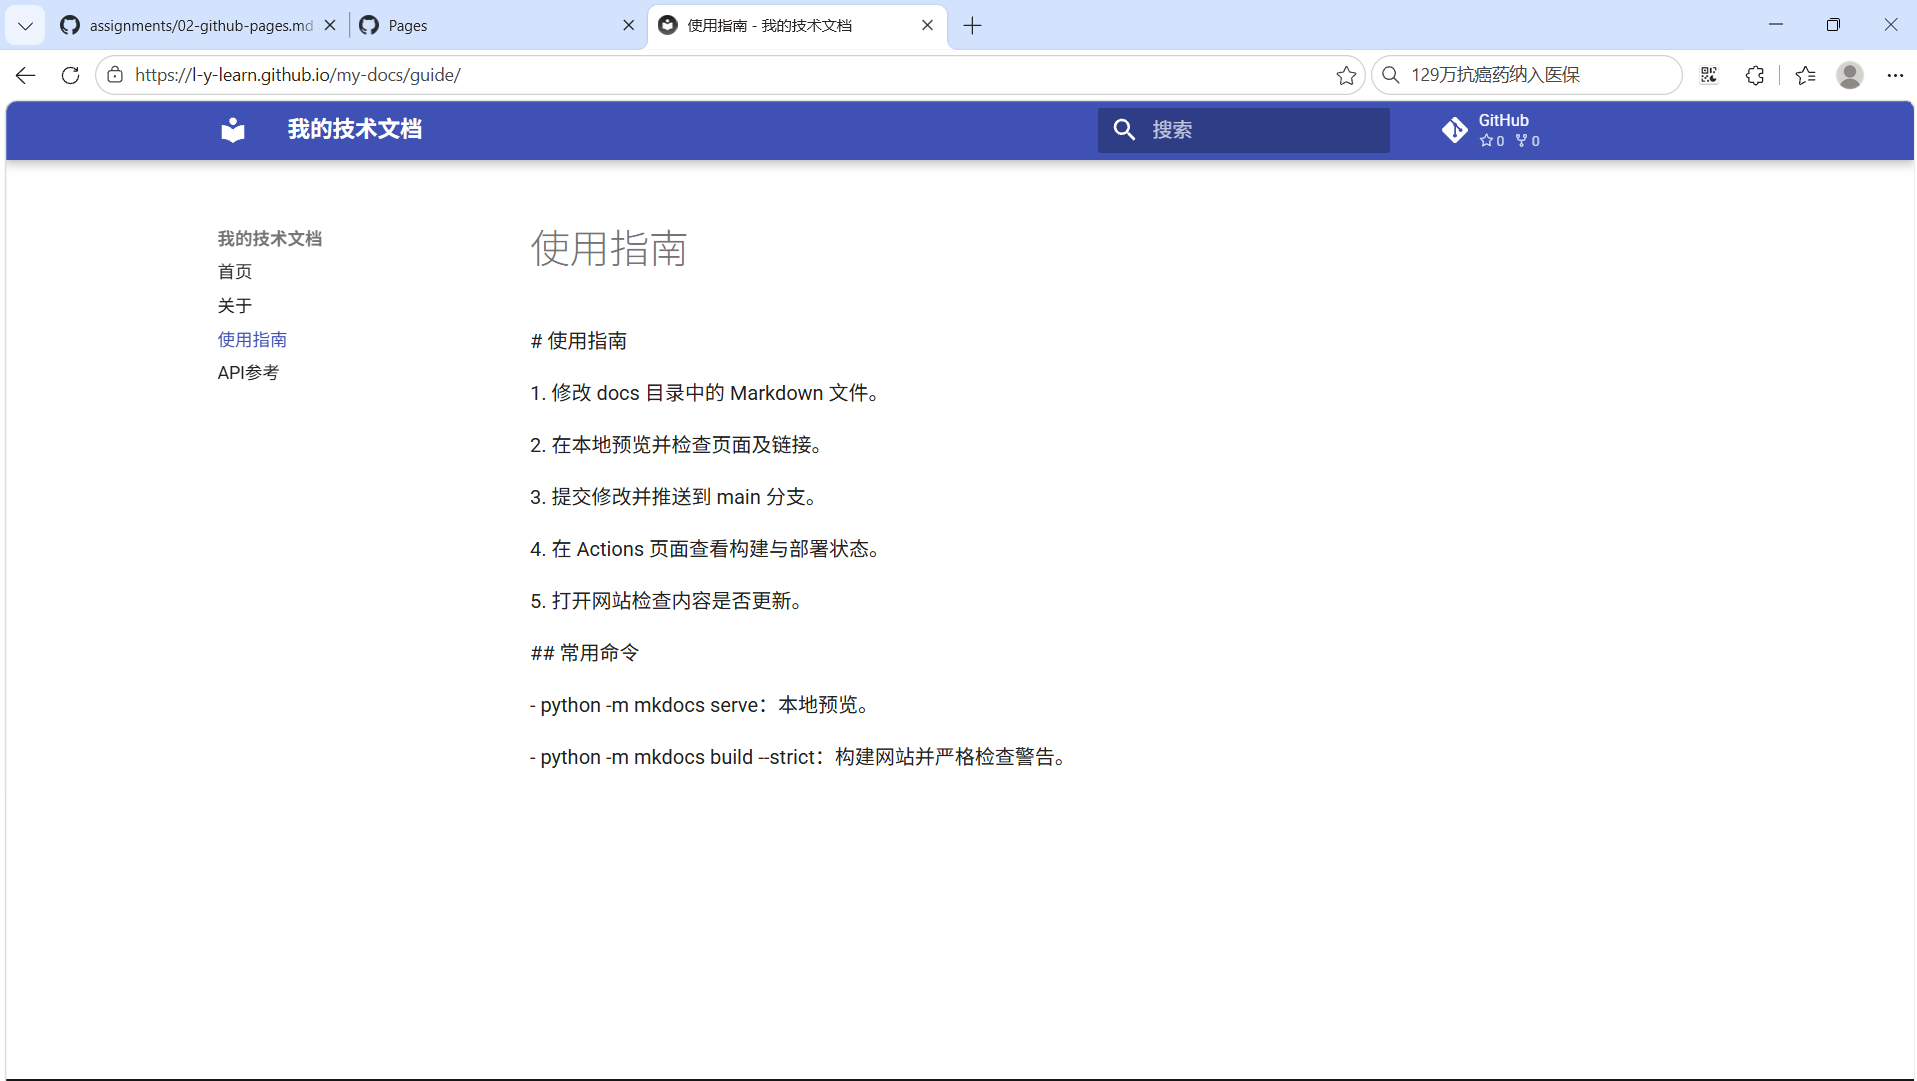 assignments/02-github-pages.md
Pages
使用指南 - 我的技术文档
https://l-y-learn.github.io/my-docs/guide/
129万抗癌药纳入医保
我的技术文档
搜索
GitHub
0 0
我的技术文档
首页
关于
使用指南
API参考
使用指南
# 使用指南
1. 修改 docs 目录中的 Markdown 文件。
2. 在本地预览并检查页面及链接。
3. 提交修改并推送到 main 分支。
4. 在 Actions 页面查看构建与部署状态。
5. 打开网站检查内容是否更新。
## 常用命令
- python -m mkdocs serve：本地预览。
- python -m mkdocs build --strict：构建网站并严格检查警告。